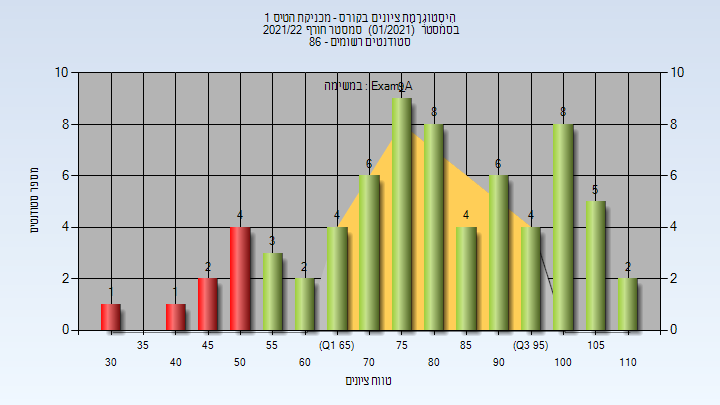 היסטוגרמת ציונים בקורס - מכניקת הטיס 1
בסמסטר (01/2021) סמסטר חורף 2021/22
סטודנטים רשומים - 86
במשימה : ExamA
מספר סטודנטים
10 10
8 8
6 6
4 4
2 2
0 0
1 1 2 4 3 2 4 6 9 8 4 6 4 8 5 2
35 45 55 (Q1 65) 75 85 (Q3 95) 105
30 40 50 60 70 80 90 100 110
טווח ציונים